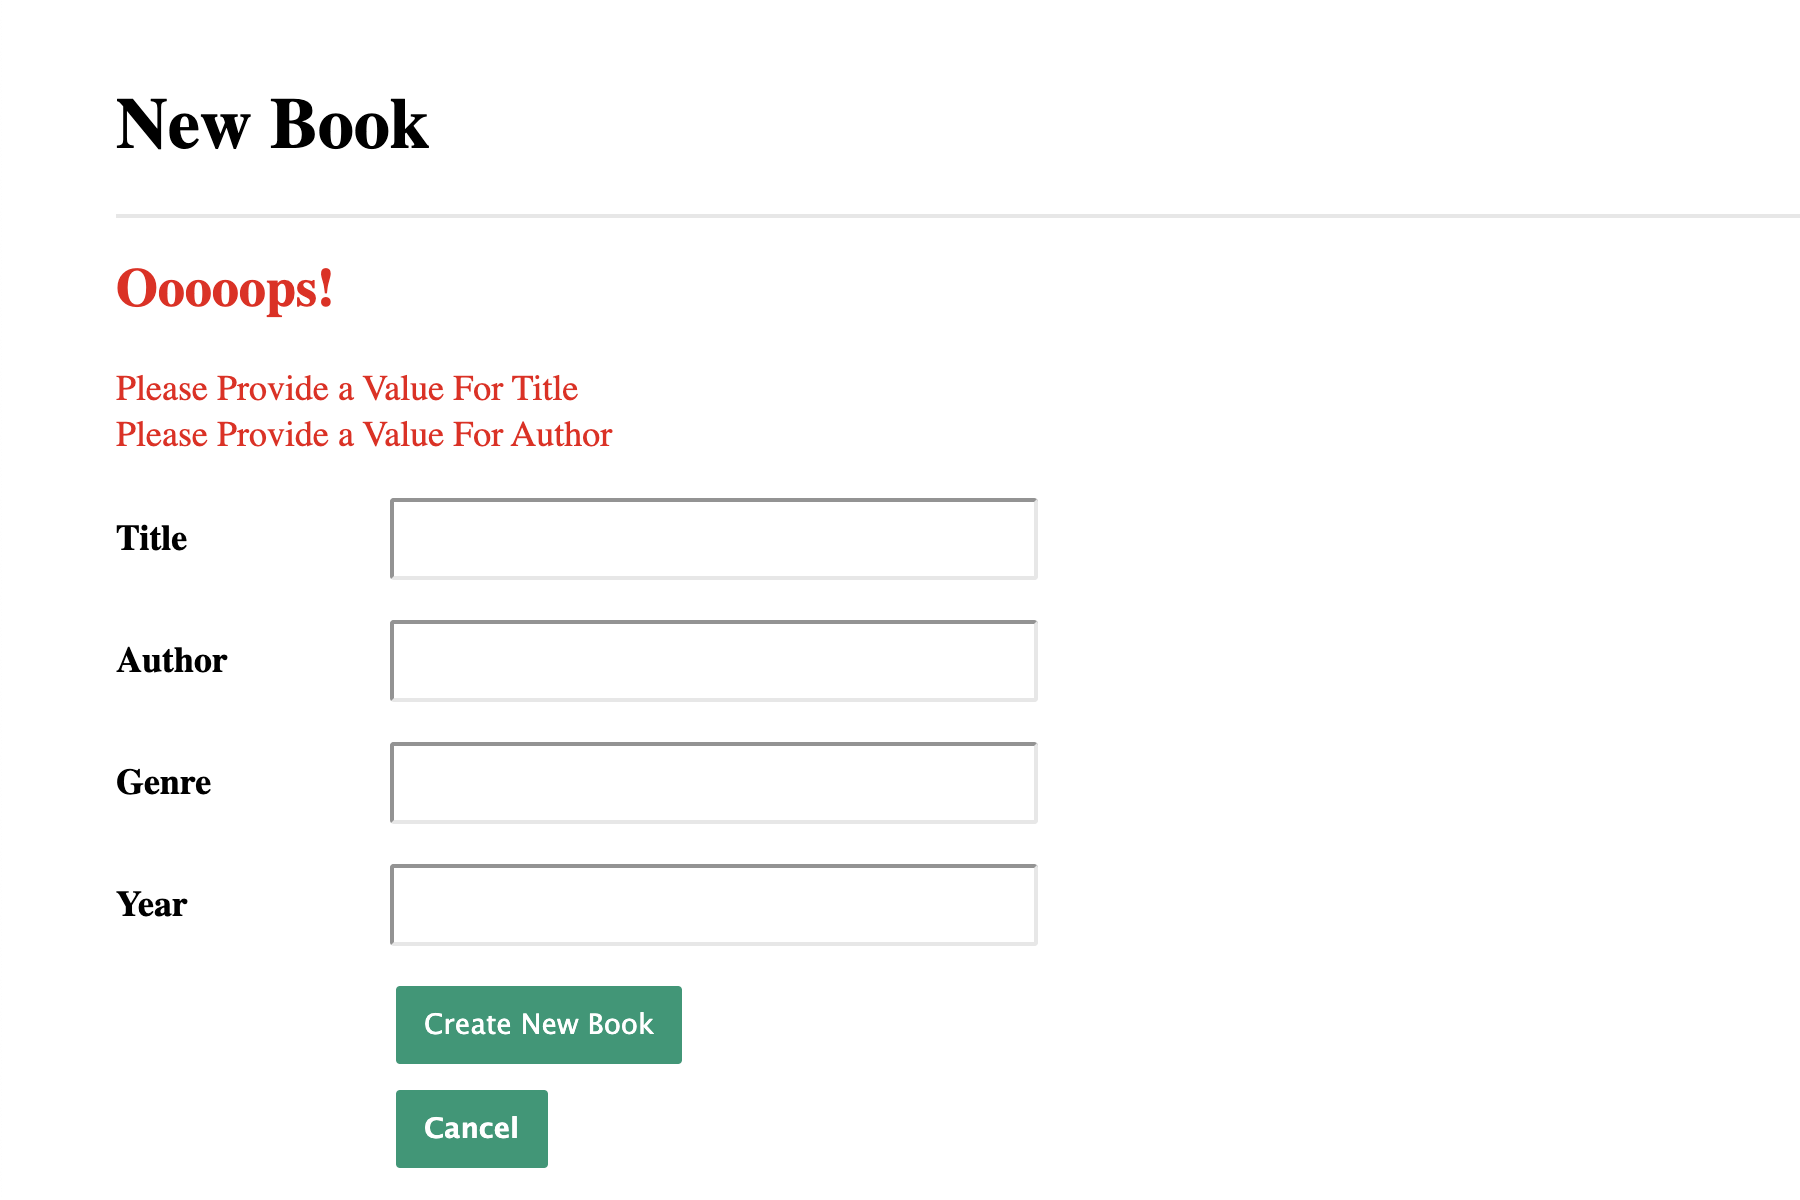 New Book
Ooooops!
Please Provide a Value For Title
Please Provide a Value For Author
Title
Author
Genre
Year
Create New Book
Cancel